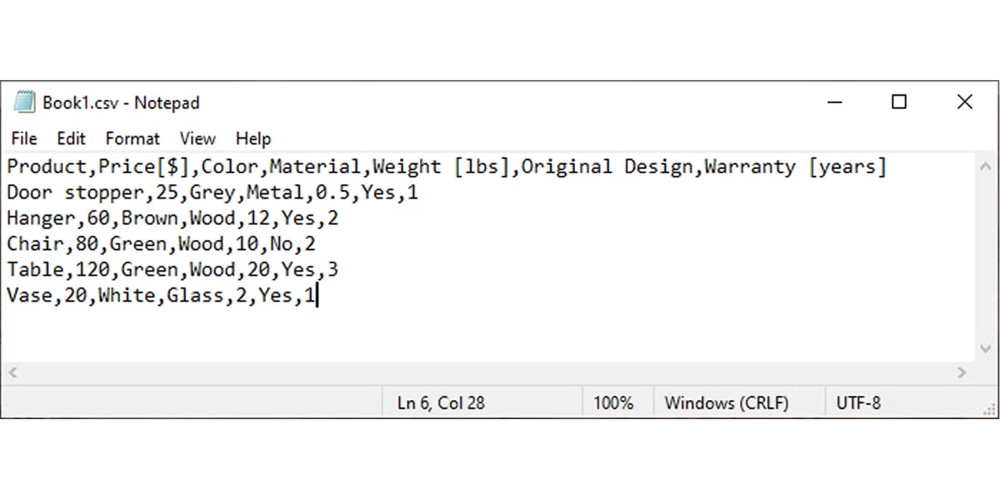 Book1.csv - Notepad
File Edit Format View Help
Product,Price[$],Color,Material,Weight [lbs],Original Design,Warranty [years]
Door stopper,25,Grey,Metal,0.5,Yes,1
Hanger,60,Brown,Wood,12,Yes,2
Chair,80,Green,Wood,10,No,2
Table,120,Green,Wood,20,Yes,3
Vase,20,White,Glass,2,Yes,1
Ln 6, Col 28 100% Windows (CRLF) UTF-8